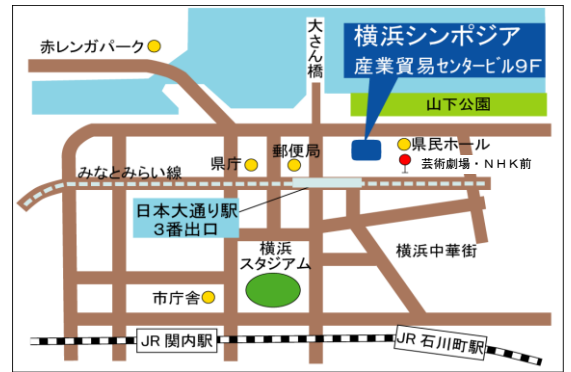 大さん橋
横浜シンポジア
産業貿易センタービル9F
赤レンガパーク
山下公園
県民ホール
郵便局
県庁
芸術劇場・NHK前
みなとみらい線
日本大通り駅
3番出口
横浜
スタジアム
横浜中華街
市庁舎
JR 関内駅
JR 石川町駅